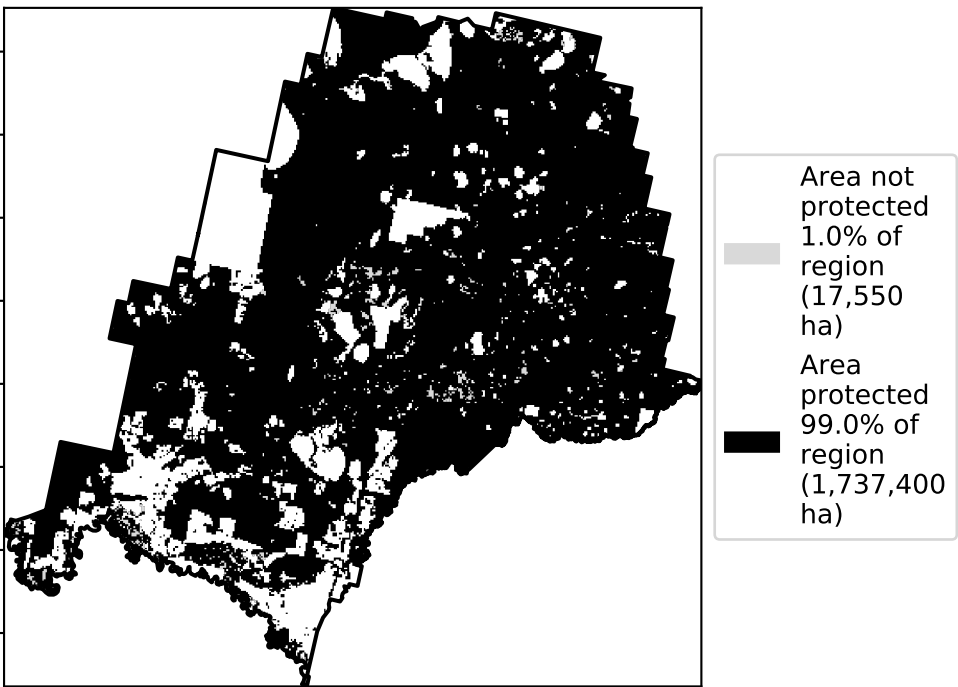 Area not
protected
1.0% of
region
(17,550
ha)
Area
protected
99.0% of
region
(1,737,400
ha)